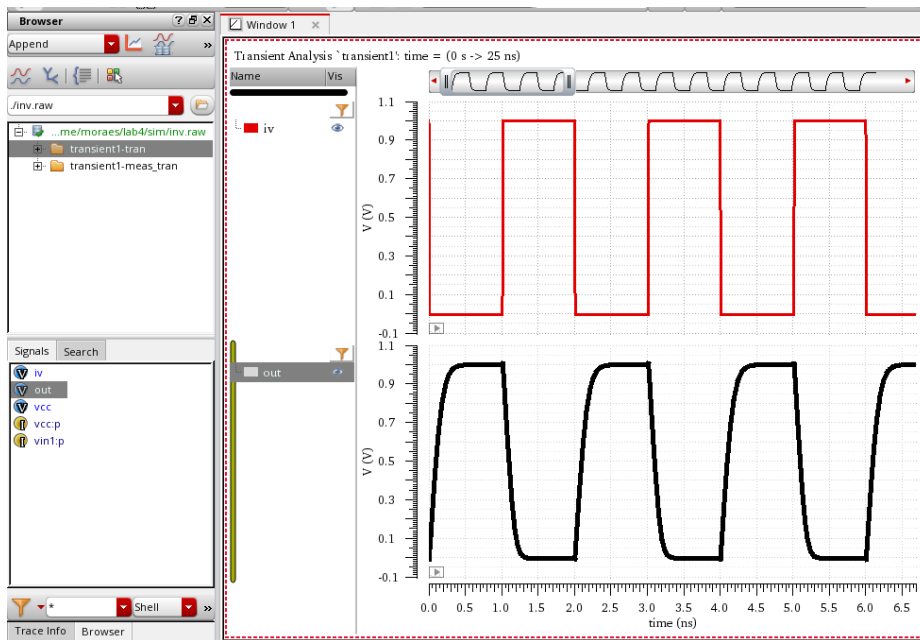 Browser
Append
»
./inv.raw
...me/moraes/lab4/sim/inv.raw
transient1-tran
transient1-meas_tran
Signals
Search
iv
out
vcc
vcc:p
vin1:p
*
Shell
»
Trace Info
Browser
Window 1
Transient Analysis `transient1': time = (0 s -> 25 ns)
Name
Vis
iv
out
1.1
0.9
0.7
0.5
0.3
0.1
-0.1
V (V)
1.1
0.9
0.7
0.5
0.3
0.1
-0.1
V (V)
0.0 0.5 1.0 1.5 2.0 2.5 3.0 3.5 4.0 4.5 5.0 5.5 6.0 6.5
time (ns)